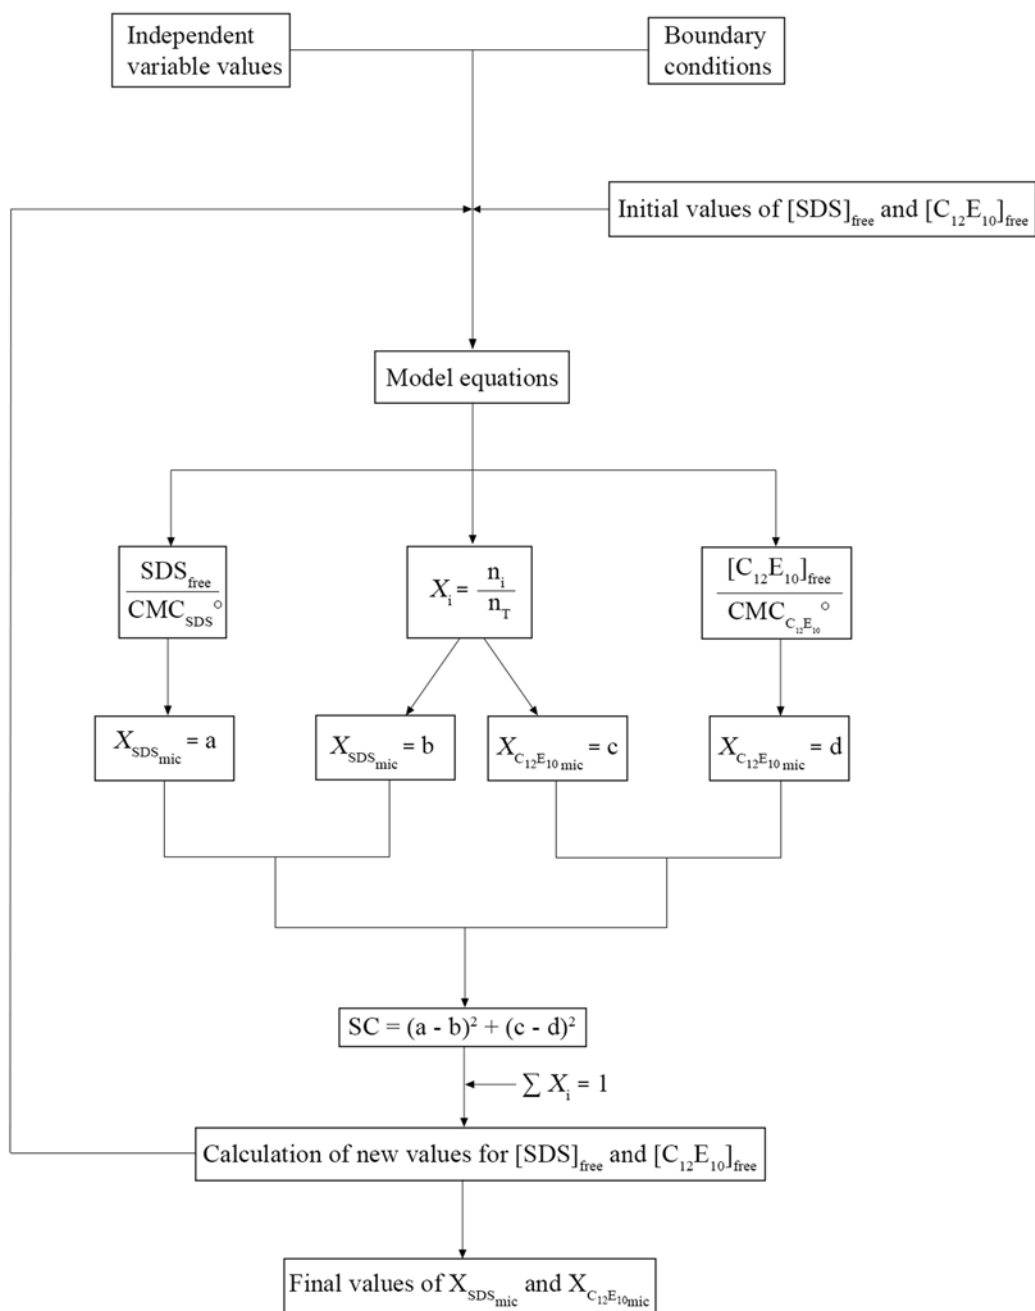 Independent
variable values
Boundary
conditions
Initial values of [SDS]free and [C12E10]free
Model equations
SDSfree
CMCSDS°
Xi = ni
nT
[C12E10]free
CMCC12E10°
XSDSmic = a
XSDSmic = b
XC12E10 mic = c
XC12E10 mic = d
SC = (a - b)² + (c - d)²
∑ Xi = 1
Calculation of new values for [SDS]free and [C12E10]free
Final values of XSDSmic and XC12E10mic